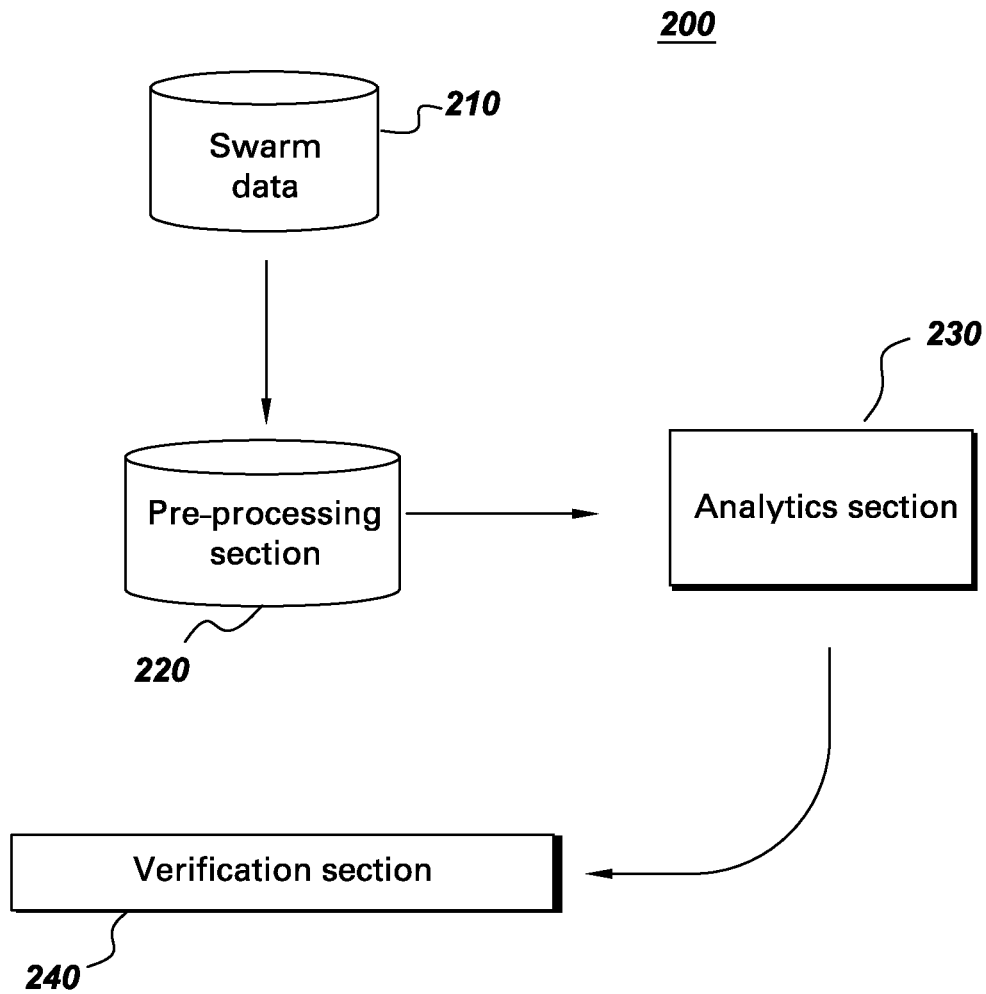 200
210
Swarm
data
230
Pre-processing
section
Analytics section
220
Verification section
240